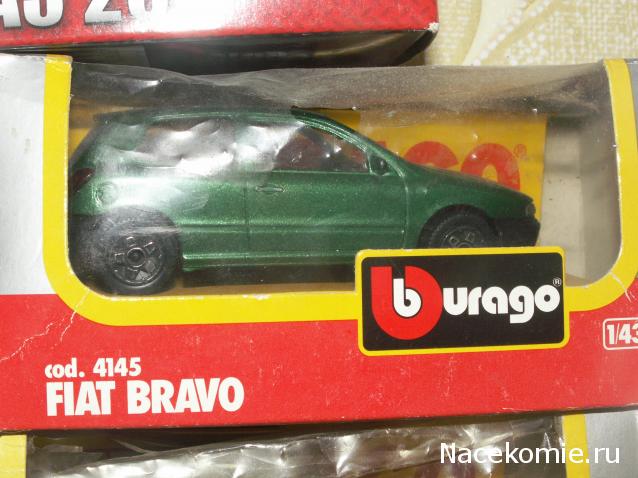 burago®
1/43
cod. 4145
FIAT BRAVO
Nacekomie.ru